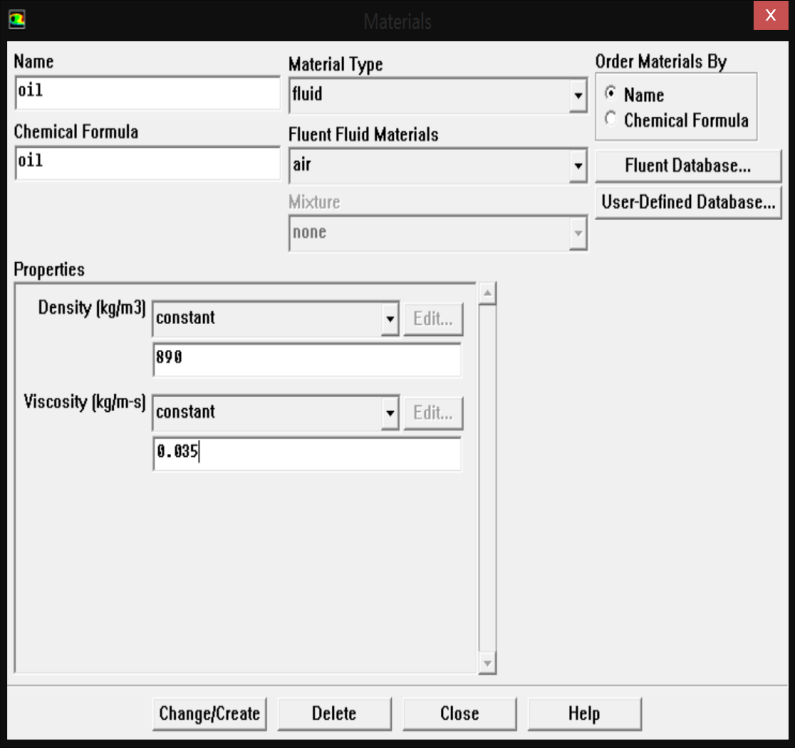 Materials
X
Name
oil
Chemical Formula
oil
Material Type
fluid
Fluent Fluid Materials
air
Mixture
none
Order Materials By
Name
Chemical Formula
Fluent Database...
User-Defined Database...
Properties
Density (kg/m3)
constant
Edit...
890
Viscosity (kg/m-s)
constant
Edit...
0.035
Change/Create
Delete
Close
Help